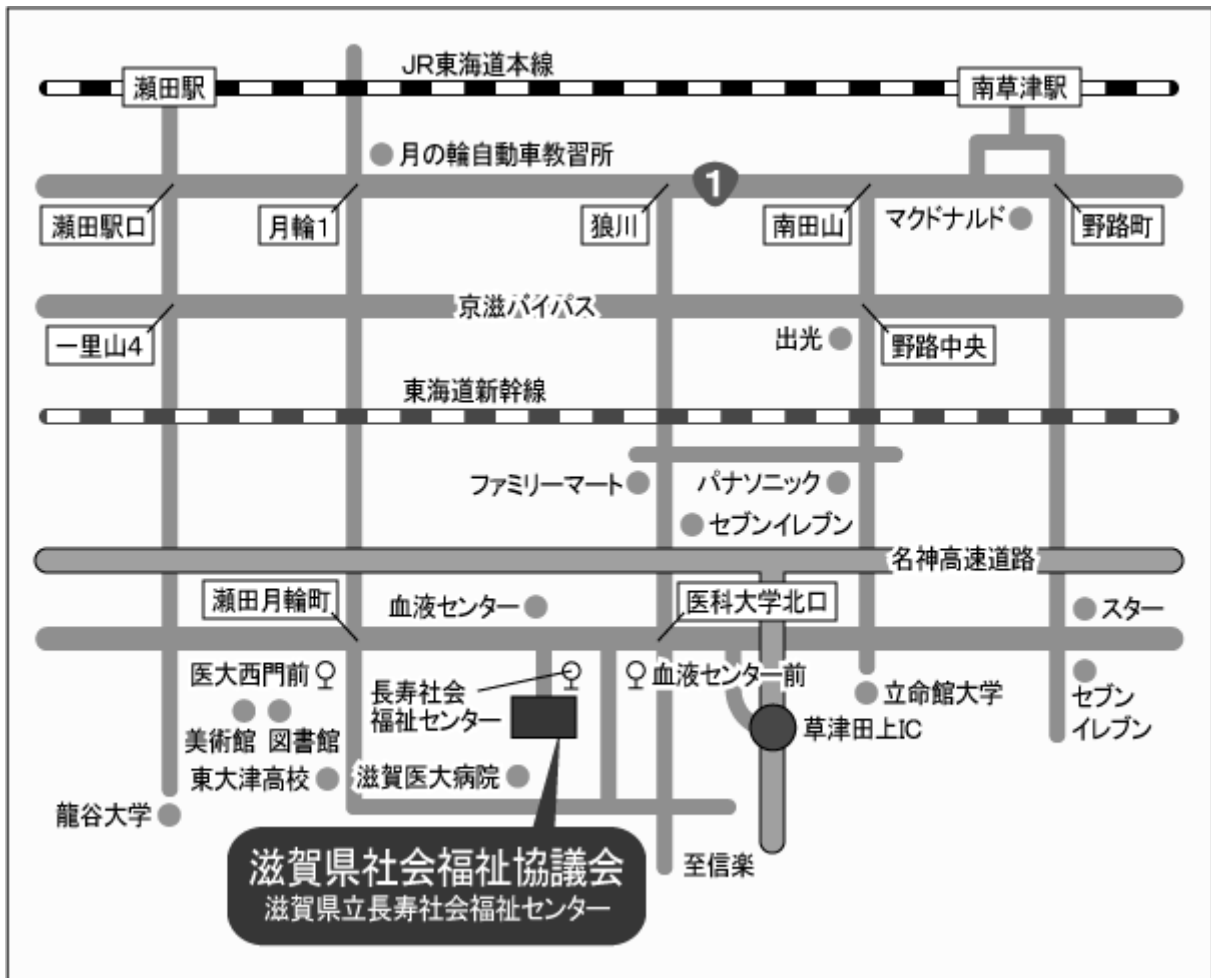 JR東海道本線
瀬田駅
南草津駅
月の輪自動車教習所
1
瀬田駅口
月輪1
狼川
南田山
マクドナルド
野路町
京滋バイパス
一里山4
出光
野路中央
東海道新幹線
ファミリーマート
パナソニック
セブンイレブン
名神高速道路
瀬田月輪町
血液センター
医科大学北口
スター
医大西門前
長寿社会
福祉センター
血液センター前
立命館大学
セブン
イレブン
美術館
図書館
草津田上IC
東大津高校
滋賀医大病院
龍谷大学
至信楽
滋賀県社会福祉協議会
滋賀県立長寿社会福祉センター